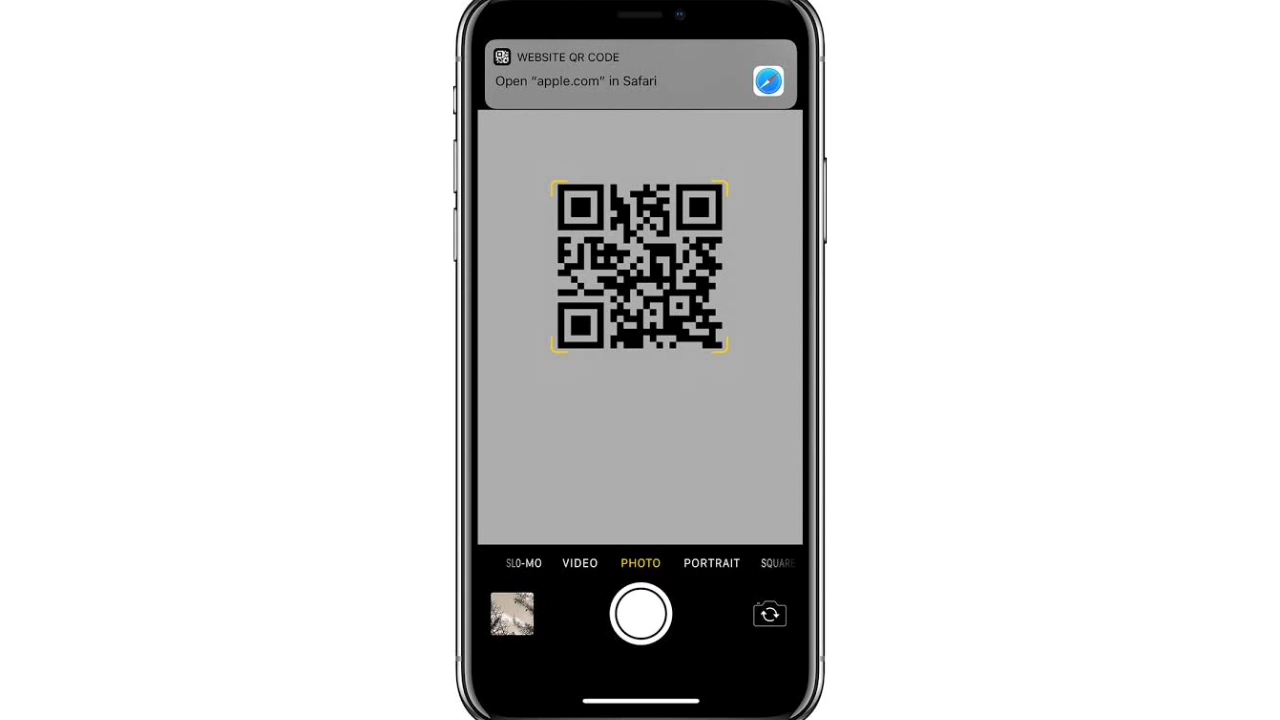 WEBSITE QR CODE
Open “apple.com” in Safari
SLO-MO VIDEO PHOTO PORTRAIT SQUARE